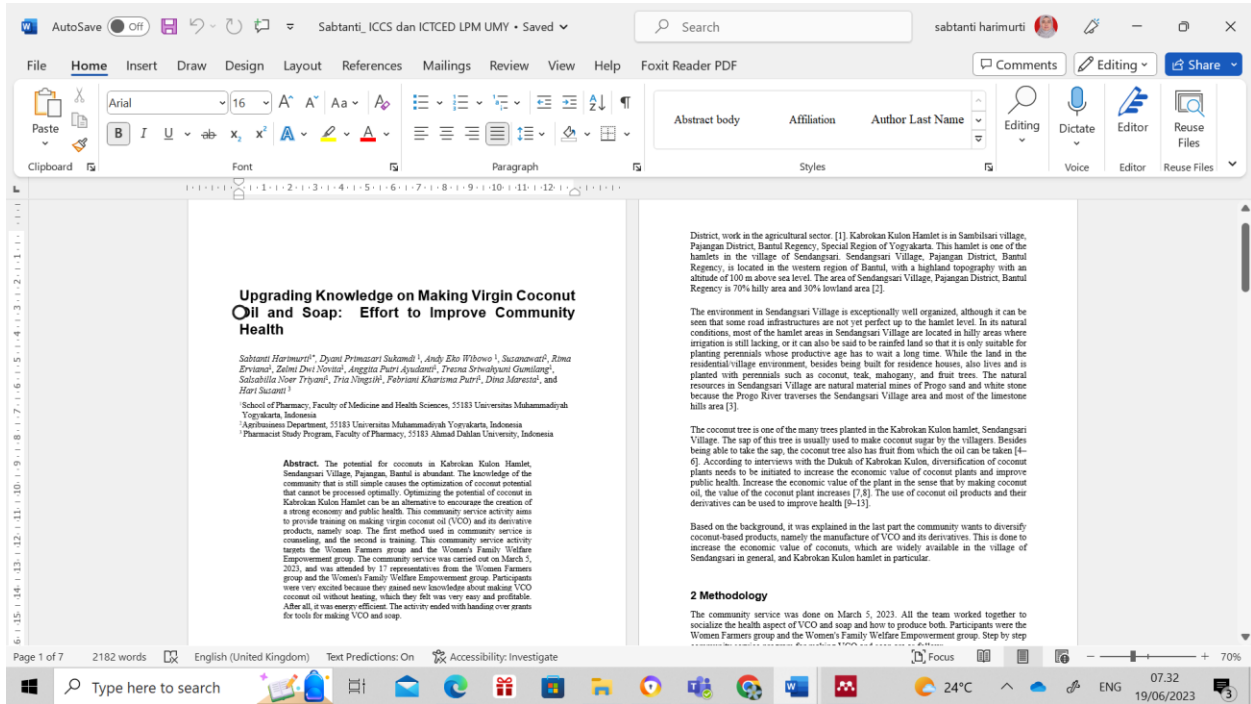 AutoSave Off Sabtanti_ ICCS dan ICTCED LPM UMY • Saved Search sabtanti harimurti
File Home Insert Draw Design Layout References Mailings Review View Help Foxit Reader PDF Comments Editing Share
Paste Arial 16 Aa Abstract body Affiliation Author Last Name Editing Dictate Editor Reuse Files
B I U ab x₂ x² A A
Clipboard Font Paragraph Styles Voice Editor Reuse Files
1 2 3 4 5 6 7 8 9 10 11 12
Upgrading Knowledge on Making Virgin Coconut
Oil and Soap: Effort to Improve Community
Health
Sabtanti Harimurti1*, Dyani Primasari Sukamdi 1, Andy Eko Wibowo 1, Susanawati2, Rima
Erviana1, Zelmi Dwi Novita1, Anggita Putri Ayudanti1, Tresna Sriwahyuni Gumilang1,
Salsabilla Noer Triyani1, Tria Ningsih1, Febriani Kharisma Putri1, Dina Maresta1, and
Hari Susanti 3
1School of Pharmacy, Faculty of Medicine and Health Sciences, 55183 Universitas Muhammadiyah
Yogyakarta, Indonesia
2Agribusiness Department, 55183 Universitas Muhammadiyah Yogyakarta, Indonesia
3Pharmacist Study Program, Faculty of Pharmacy, 55183 Ahmad Dahlan University, Indonesia
Abstract. The potential for coconuts in Kabrokan Kulon Hamlet,
Sendangsari Village, Pajangan, Bantul is abundant. The knowledge of the
community that is still simple causes the optimization of coconut potential
that cannot be processed optimally. Optimizing the potential of coconut in
Kabrokan Kulon Hamlet can be an alternative to encourage the creation of
a strong economy and public health. This community service activity aims
to provide training on making virgin coconut oil (VCO) and its derivative
products, namely soap. The first method used in community service is
counseling, and the second is training. This community service activity
targets the Women Farmers group and the Women's Family Welfare
Empowerment group. The community service was carried out on March 5,
2023, and was attended by 17 representatives from the Women Farmers
group and the Women's Family Welfare Empowerment group. Participants
were very excited because they gained new knowledge about making VCO
coconut oil without heating, which they felt was very easy and profitable.
After all, it was energy efficient. The activity ended with handing over grants
for tools for making VCO and soap.
District, work in the agricultural sector. [1]. Kabrokan Kulon Hamlet is in Sambilsari village,
Pajangan District, Bantul Regency, Special Region of Yogyakarta. This hamlet is one of the
hamlets in the village of Sendangsari. Sendangsari Village, Pajangan District, Bantul
Regency, is located in the western region of Bantul, with a highland topography with an
altitude of 100 m above sea level. The area of Sendangsari Village, Pajangan District, Bantul
Regency is 70% hilly area and 30% lowland area [2].
The environment in Sendangsari Village is exceptionally well organized, although it can be
seen that some road infrastructures are not yet perfect up to the hamlet level. In its natural
conditions, most of the hamlet areas in Sendangsari Village are located in hilly areas where
irrigation is still lacking, or it can also be said to be rainfed land so that it is only suitable for
planting perennials whose productive age has to wait a long time. While the land in the
residential/village environment, besides being built for residence houses, also lives and is
planted with perennials such as coconut, teak, mahogany, and fruit trees. The natural
resources in Sendangsari Village are natural material mines of Progo sand and white stone
because the Progo River traverses the Sendangsari Village area and most of the limestone
hills area [3].
The coconut tree is one of the many trees planted in the Kabrokan Kulon hamlet, Sendangsari
Village. The sap of this tree is usually used to make coconut sugar by the villagers. Besides
being able to take the sap, the coconut tree also has fruit from which the oil can be taken [4–
6]. According to interviews with the Dukuh of Kabrokan Kulon, diversification of coconut
plants needs to be initiated to increase the economic value of coconut plants and improve
public health. Increase the economic value of the plant in the sense that by making coconut
oil, the value of the coconut plant increases [7,8]. The use of coconut oil products and their
derivatives can be used to improve health [9–13].
Based on the background, it was explained in the last part the community wants to diversify
coconut-based products, namely the manufacture of VCO and its derivatives. This is done to
increase the economic value of coconuts, which are widely available in the village of
Sendangsari in general, and Kabrokan Kulon hamlet in particular.
2 Methodology
The community service was done on March 5, 2023. All the team worked together to
socialize the health aspect of VCO and soap and how to produce both. Participants were the
Women Farmers group and the Women's Family Welfare Empowerment group. Step by step
Page 1 of 7 2182 words English (United Kingdom) Text Predictions: On Accessibility: Investigate Focus 70%
Type here to search 24°C ENG 07.32
19/06/2023 3